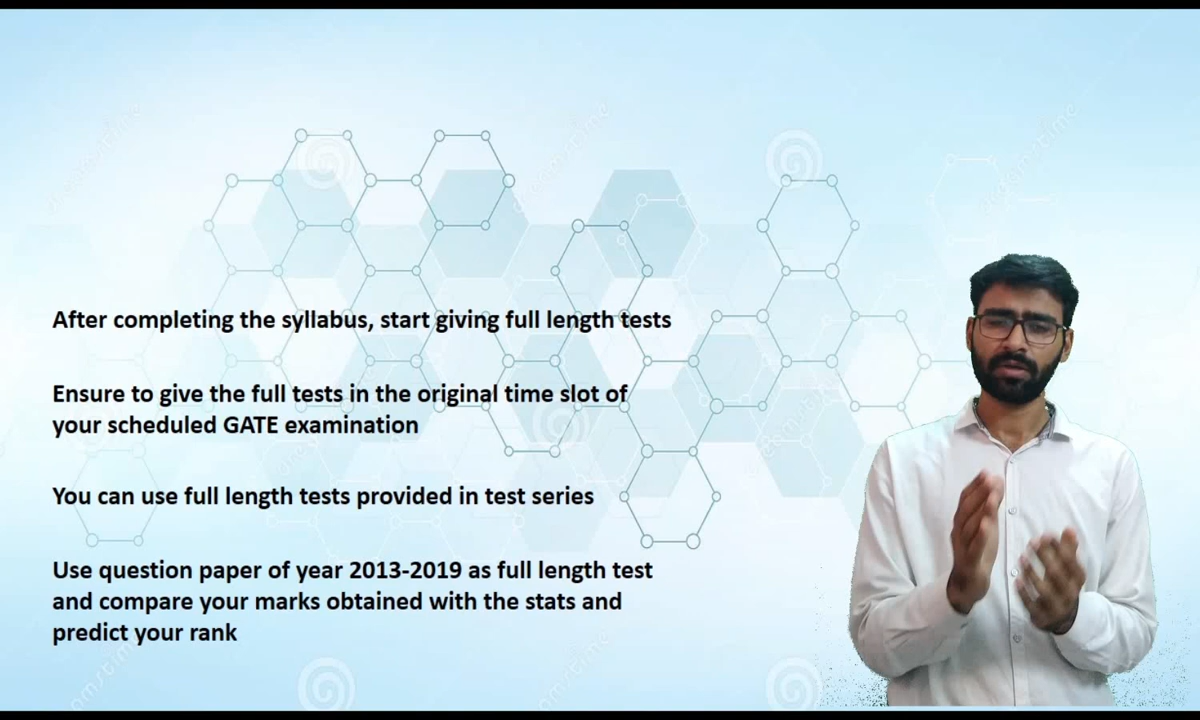 After completing the syllabus, start giving full length tests
Ensure to give the full tests in the original time slot of
your scheduled GATE examination
You can use full length tests provided in test series
Use question paper of year 2013-2019 as full length test
and compare your marks obtained with the stats and
predict your rank